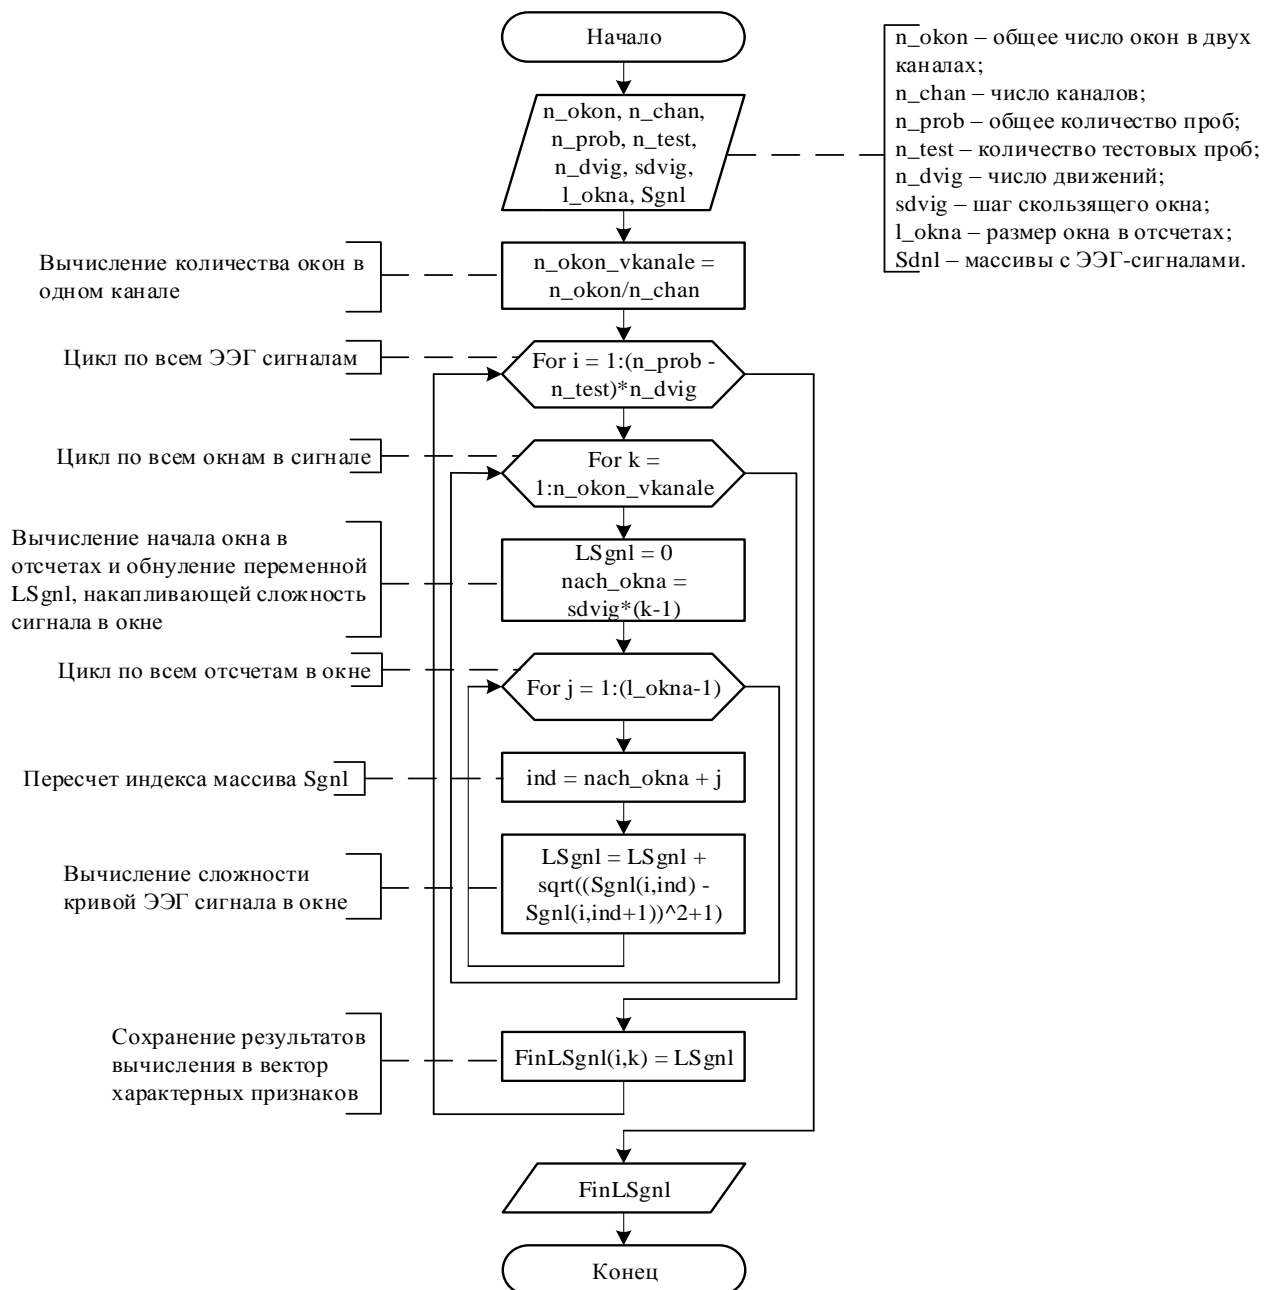 Начало
n_okon, n_chan,
n_prob, n_test,
n_dvig, sdvig,
l_okna, Sgnl
n_okon – общее число окон в двух
каналах;
n_chan – число каналов;
n_prob – общее количество проб;
n_test – количество тестовых проб;
n_dvig – число движений;
sdvig – шаг скользящего окна;
l_okna – размер окна в отсчетах;
Sdnl – массивы с ЭЭГ-сигналами.
Вычисление количества окон в
одном канале
n_okon_vkanale =
n_okon/n_chan
Цикл по всем ЭЭГ сигналам
For i = 1:(n_prob -
n_test)*n_dvig
Цикл по всем окнам в сигнале
For k =
1:n_okon_vkanale
Вычисление начала окна в
отсчетах и обнуление переменной
LSgnl, накапливающей сложность
сигнала в окне
LSgnl = 0
nach_okna =
sdvig*(k-1)
Цикл по всем отсчетам в окне
For j = 1:(l_okna-1)
Пересчет индекса массива Sgnl
ind = nach_okna + j
Вычисление сложности
кривой ЭЭГ сигнала в окне
LSgnl = LSgnl +
sqrt((Sgnl(i,ind) -
Sgnl(i,ind+1))^2+1)
Сохранение результатов
вычисления в вектор
характерных признаков
FinLSgnl(i,k) = LSgnl
FinLSgnl
Конец